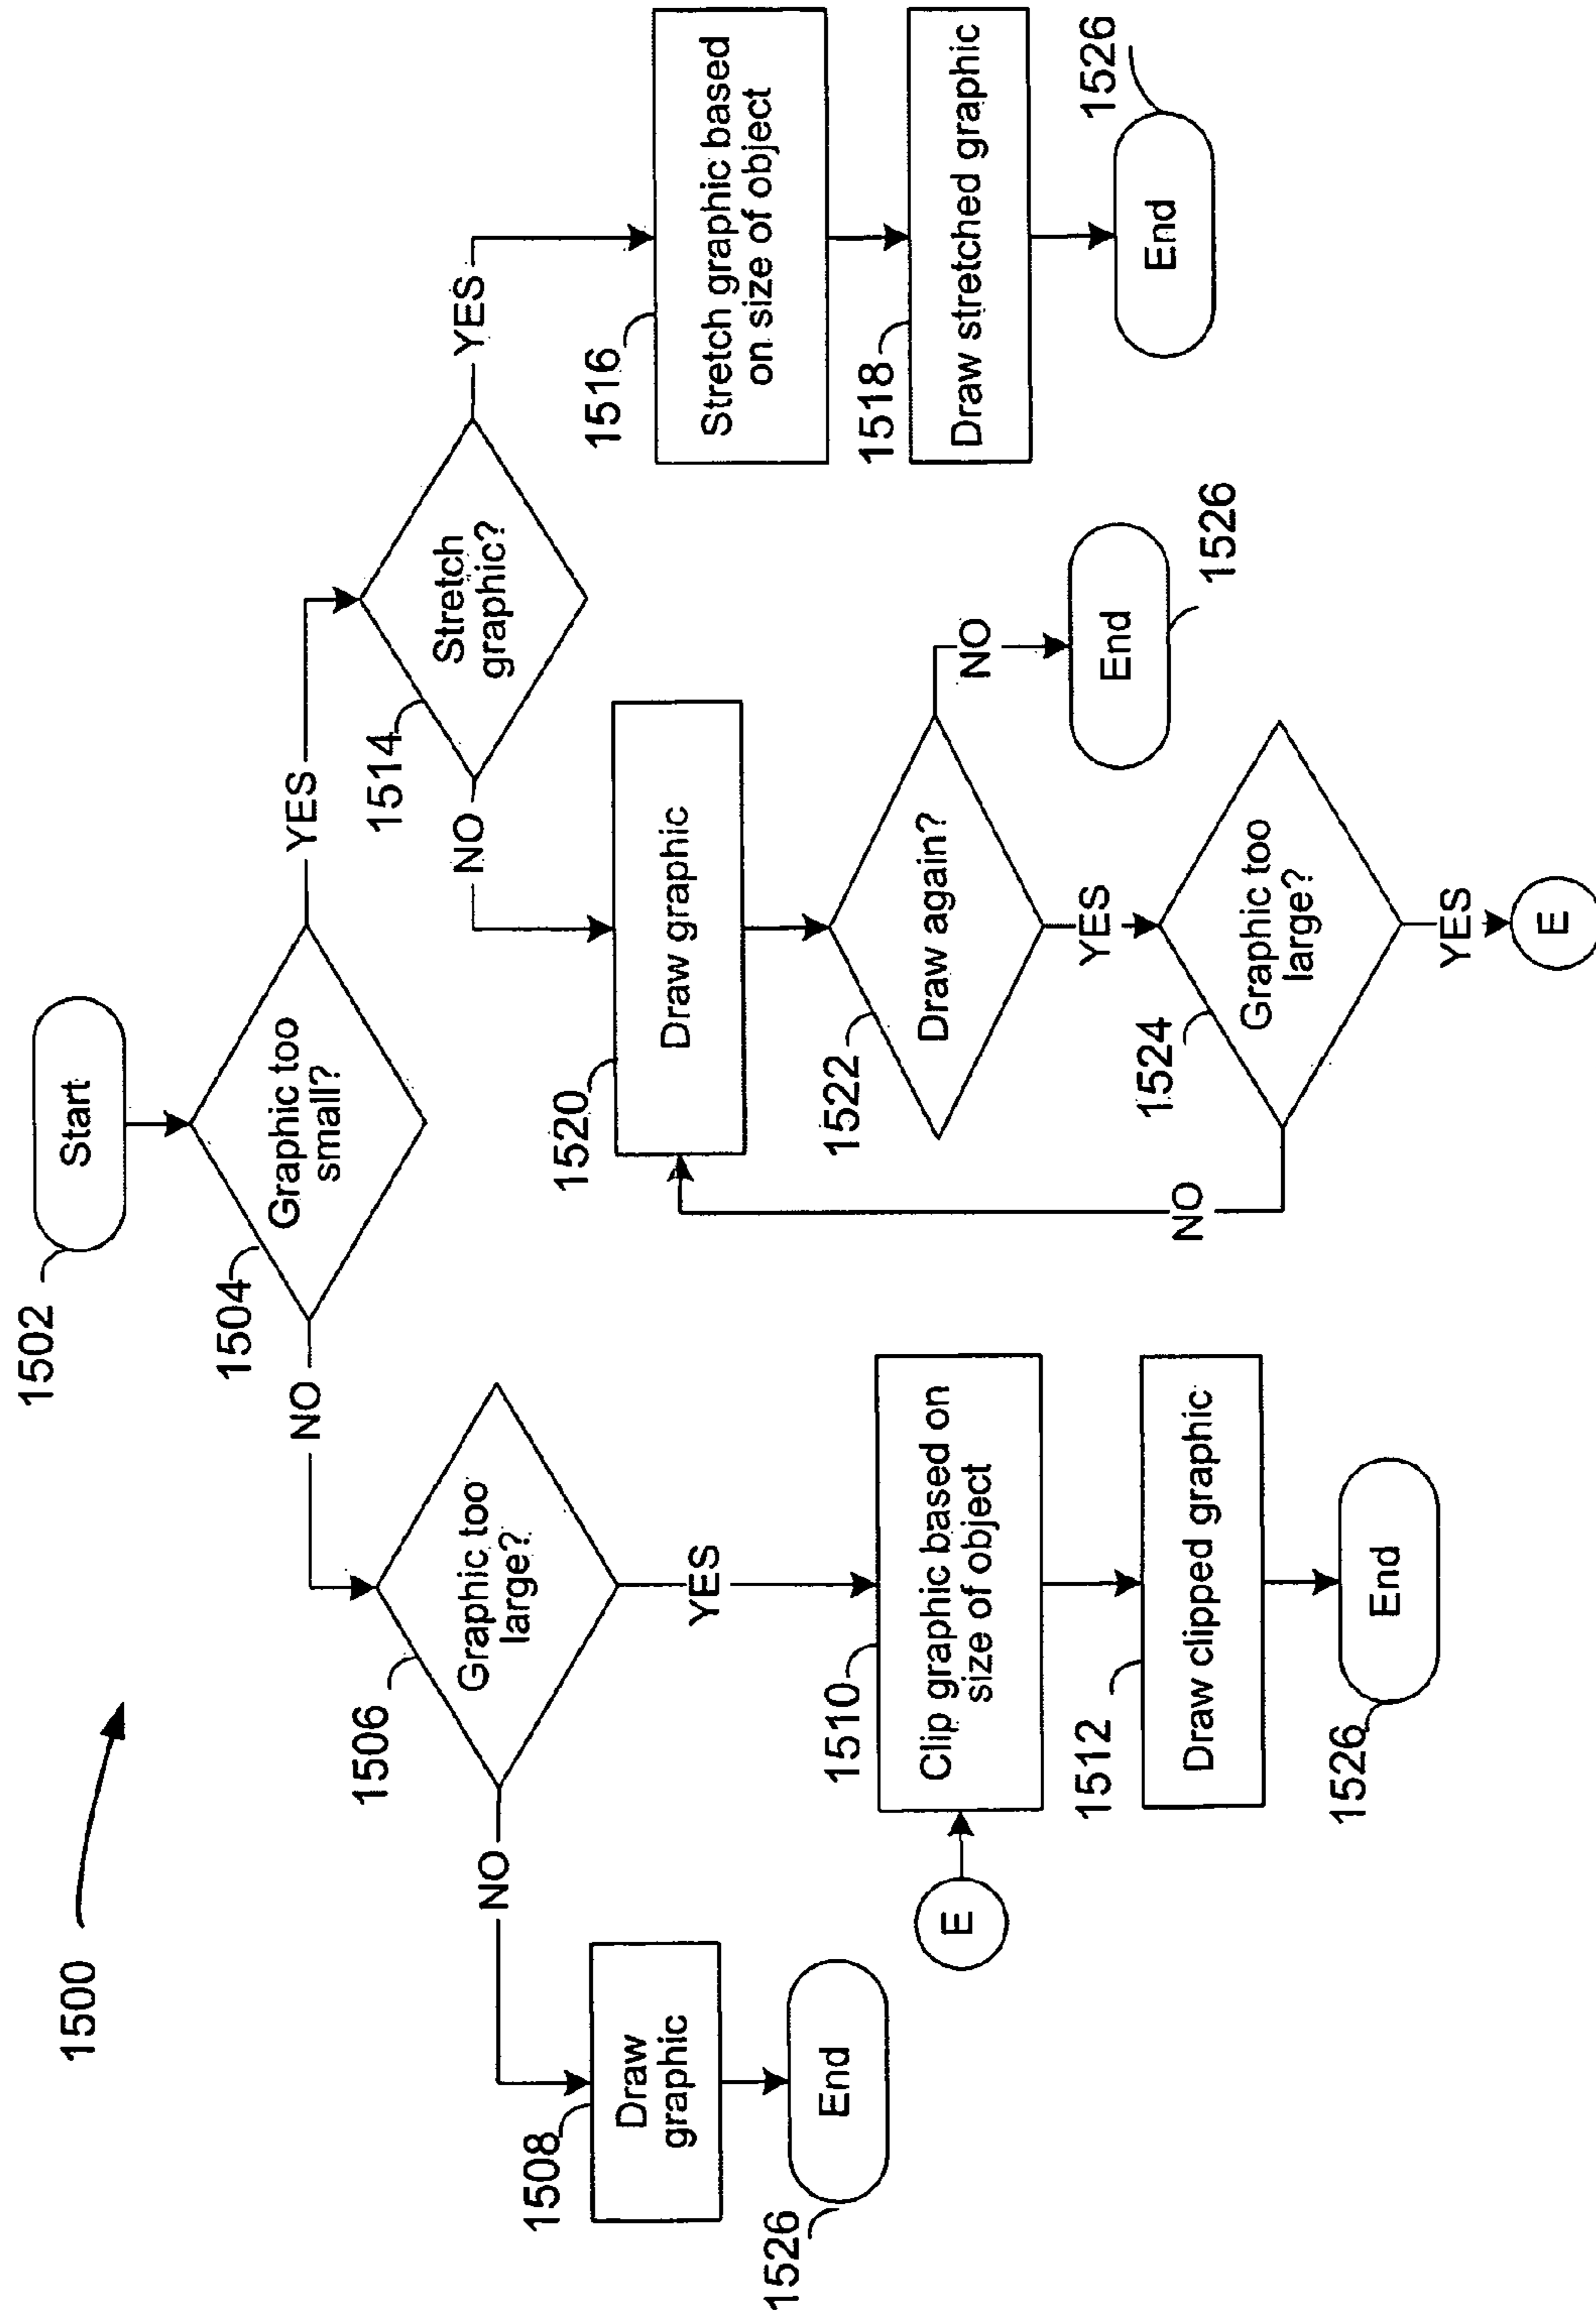 1500
1502
Start
1504
Graphic too
small?
NO
YES
1506
Graphic too
large?
NO
YES
1508
Draw
graphic
1526
End
1510
Clip graphic based on
size of object
E
1512
Draw clipped graphic
1526
End
1514
Stretch
graphic?
NO
YES
1520
Draw graphic
1522
Draw again?
NO
End
1526
YES
1524
Graphic too
large?
NO
YES
E
1516
Stretch graphic based
on size of object
1518
Draw stretched graphic
End
1526